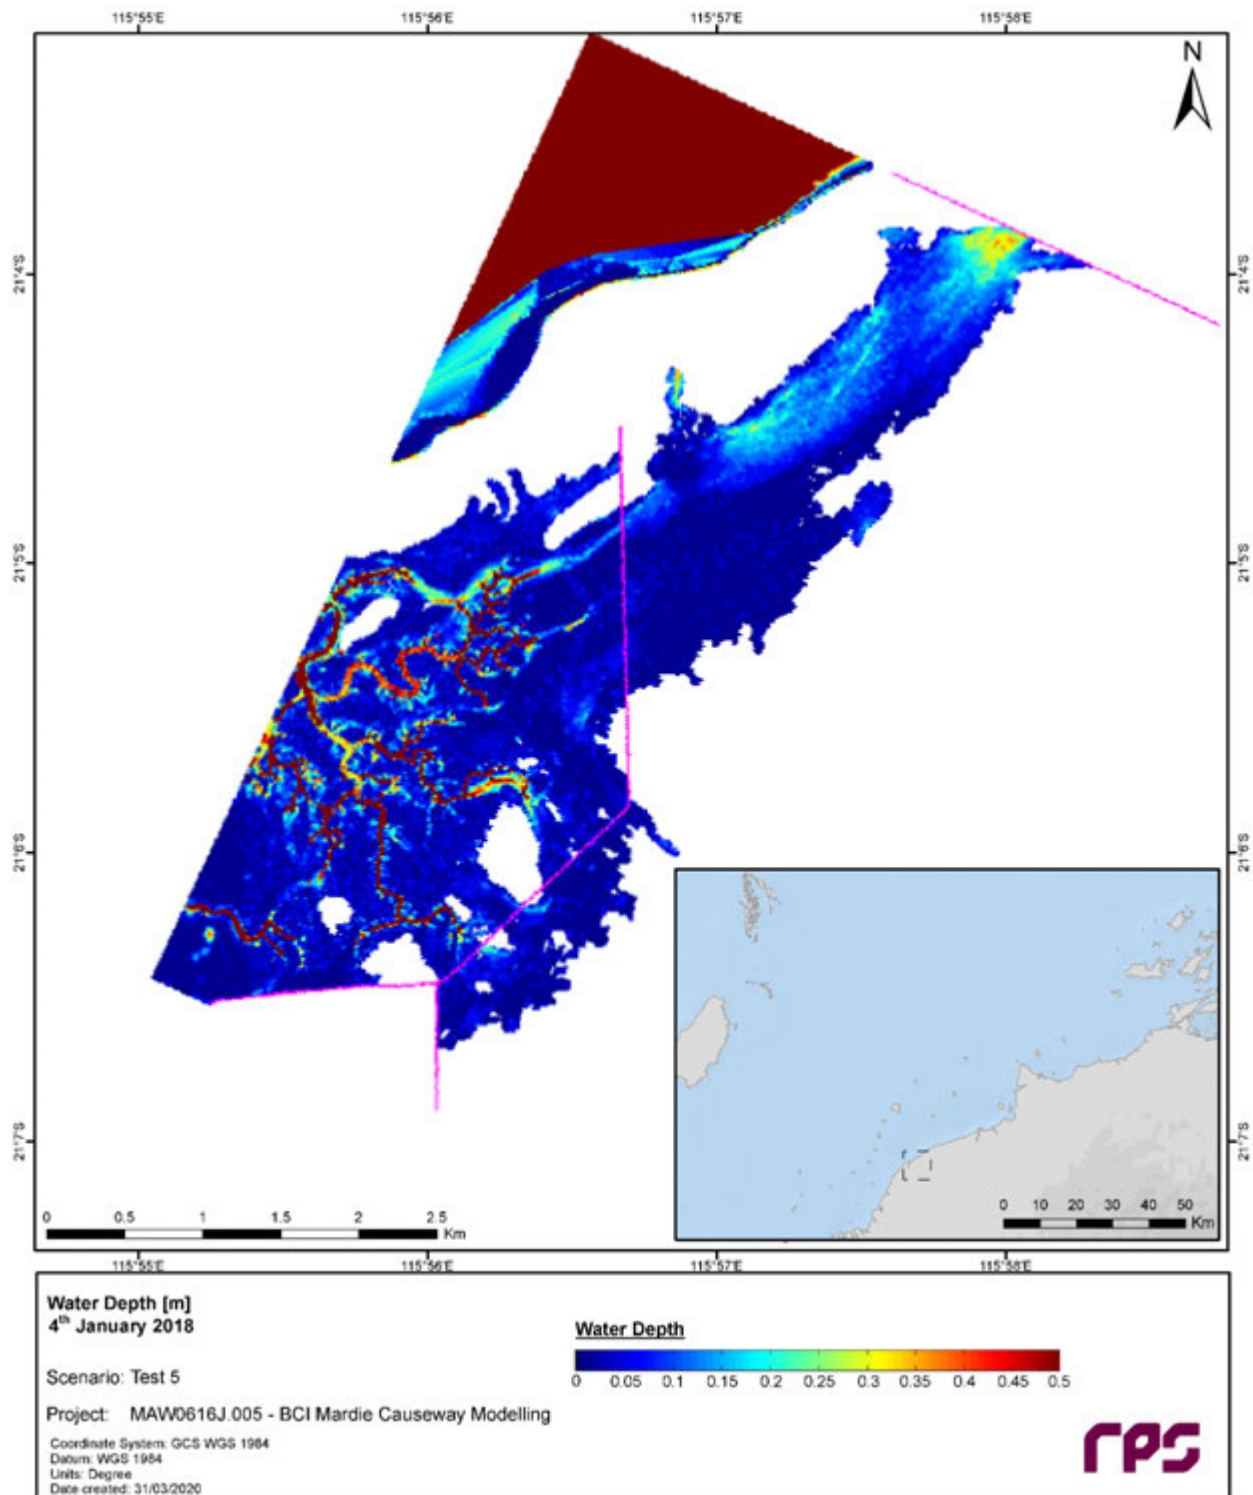 115°55'E 115°56'E 115°57'E 115°58'E
N
21°4'S 21°4'S
21°5'S 21°5'S
21°6'S 21°6'S
21°7'S 21°7'S
0 0.5 1 1.5 2 2.5
Km
0 10 20 30 40 50
Km
115°55'E 115°56'E 115°57'E 115°58'E
Water Depth [m]
4th January 2018
Water Depth
0 0.05 0.1 0.15 0.2 0.25 0.3 0.35 0.4 0.45 0.5
Scenario: Test 5
Project: MAW0616J.005 - BCI Mardie Causeway Modelling
Coordinate System: GCS WGS 1984
Datum: WGS 1984
Units: Degree
Date created: 31/03/2020
rps